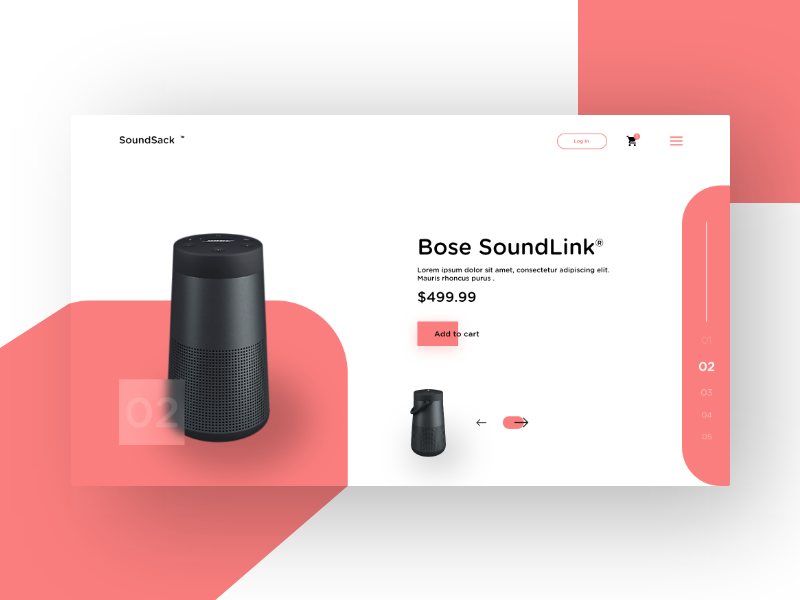 SoundSack ™
Log In
Bose SoundLink®
Lorem ipsum dolor sit amet, consectetur adipiscing elit.
Mauris rhoncus purus .
$499.99
Add to cart
02
01
02
03
04
05